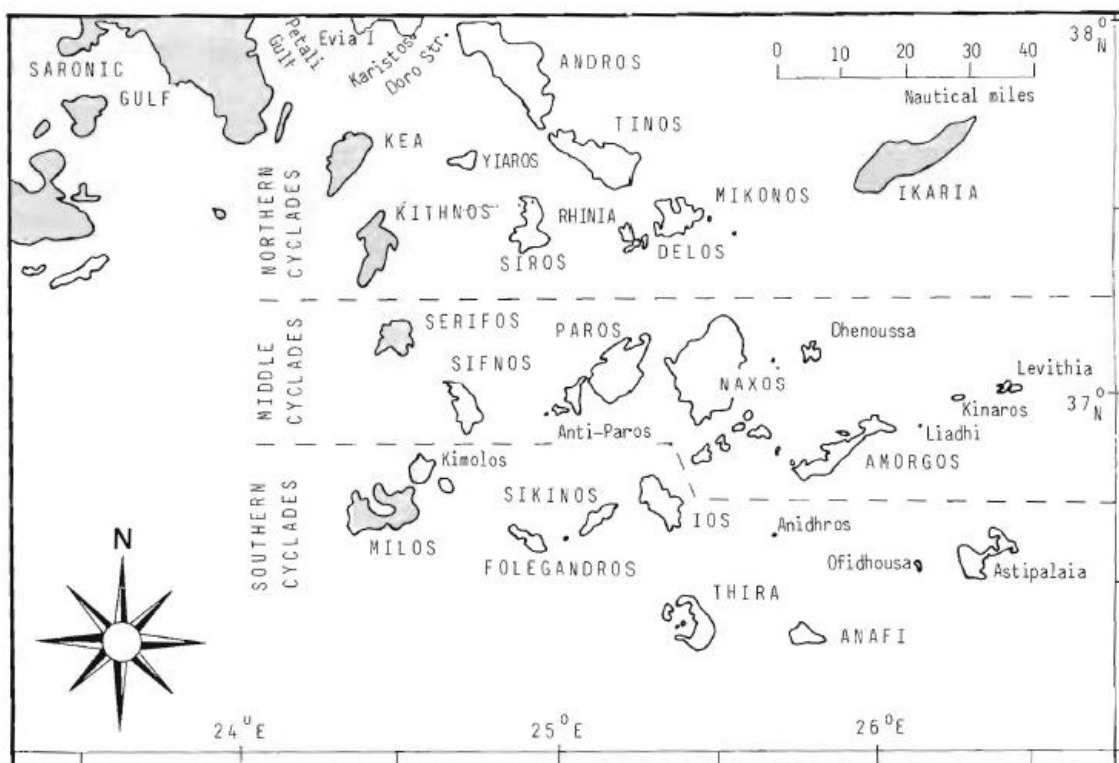 Petali
Gulf
Evia I
Karistos
Doro Str.
38°
N
SARONIC
GULF
ANDROS
0 10 20 30 40
Nautical miles
KEA
YIAROS
TINOS
IKARIA
NORTHERN
CYCLADES
KITHNOS
SIROS
RHINIA
DELOS
MIKONOS
MIDDLE
CYCLADES
SERIFOS
SIFNOS
PAROS
Anti-Paros
NAXOS
Dhenoussa
Levithia
Kinaros
Liadhi
37°
N
AMORGOS
SOUTHERN
CYCLADES
Kimolos
MILOS
SIKINOS
FOLEGANDROS
IOS
Anidhros
Ofidhousa
Astipalaia
THIRA
ANAFI
N
24°E
25°E
26°E